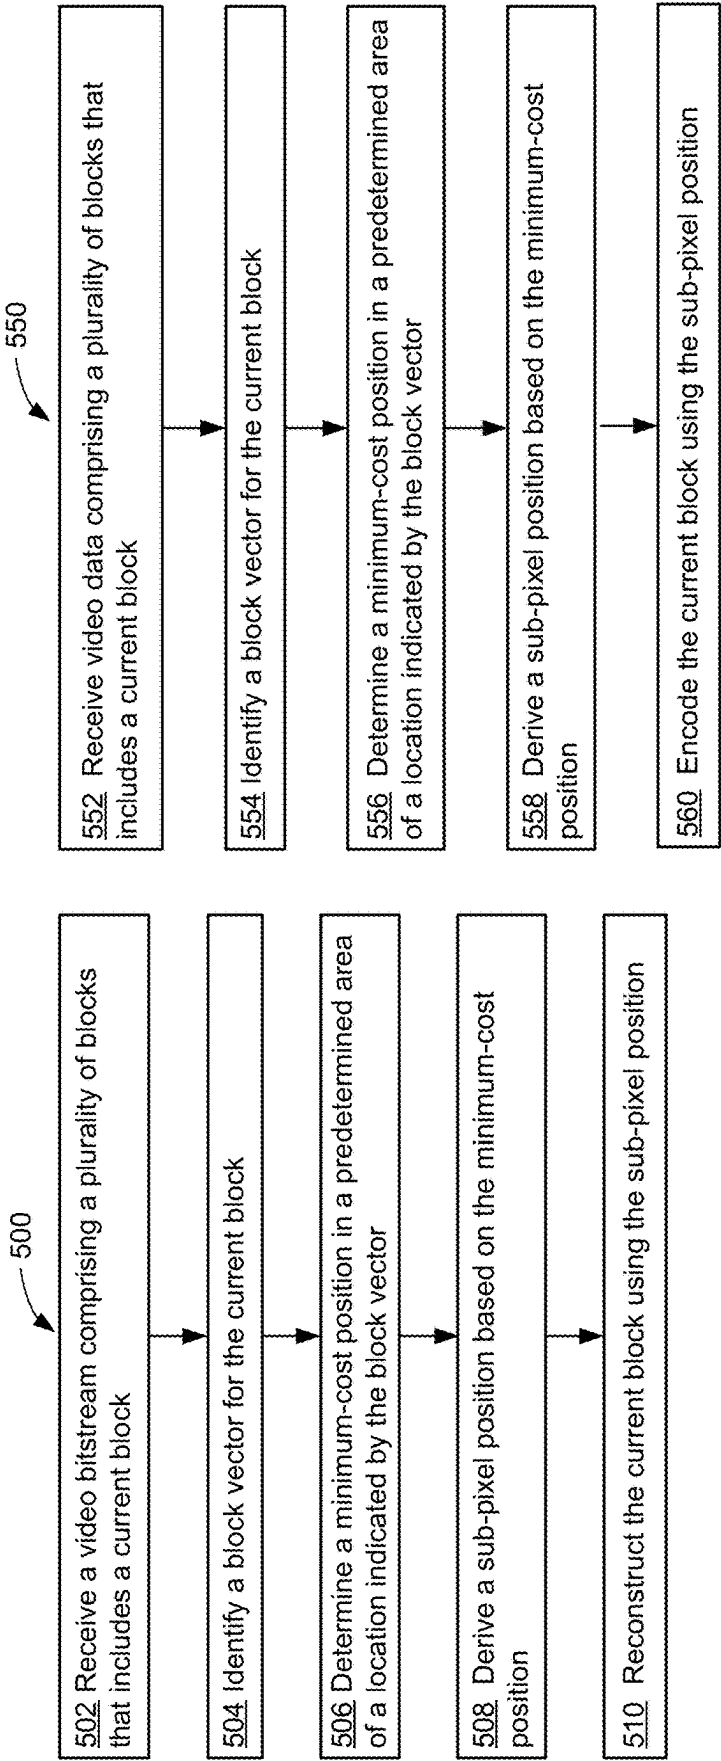 500
502 Receive a video bitstream comprising a plurality of blocks
that includes a current block
504 Identify a block vector for the current block
506 Determine a minimum-cost position in a predetermined area
of a location indicated by the block vector
508 Derive a sub-pixel position based on the minimum-cost
position
510 Reconstruct the current block using the sub-pixel position
550
552 Receive video data comprising a plurality of blocks that
includes a current block
554 Identify a block vector for the current block
556 Determine a minimum-cost position in a predetermined area
of a location indicated by the block vector
558 Derive a sub-pixel position based on the minimum-cost
position
560 Encode the current block using the sub-pixel position